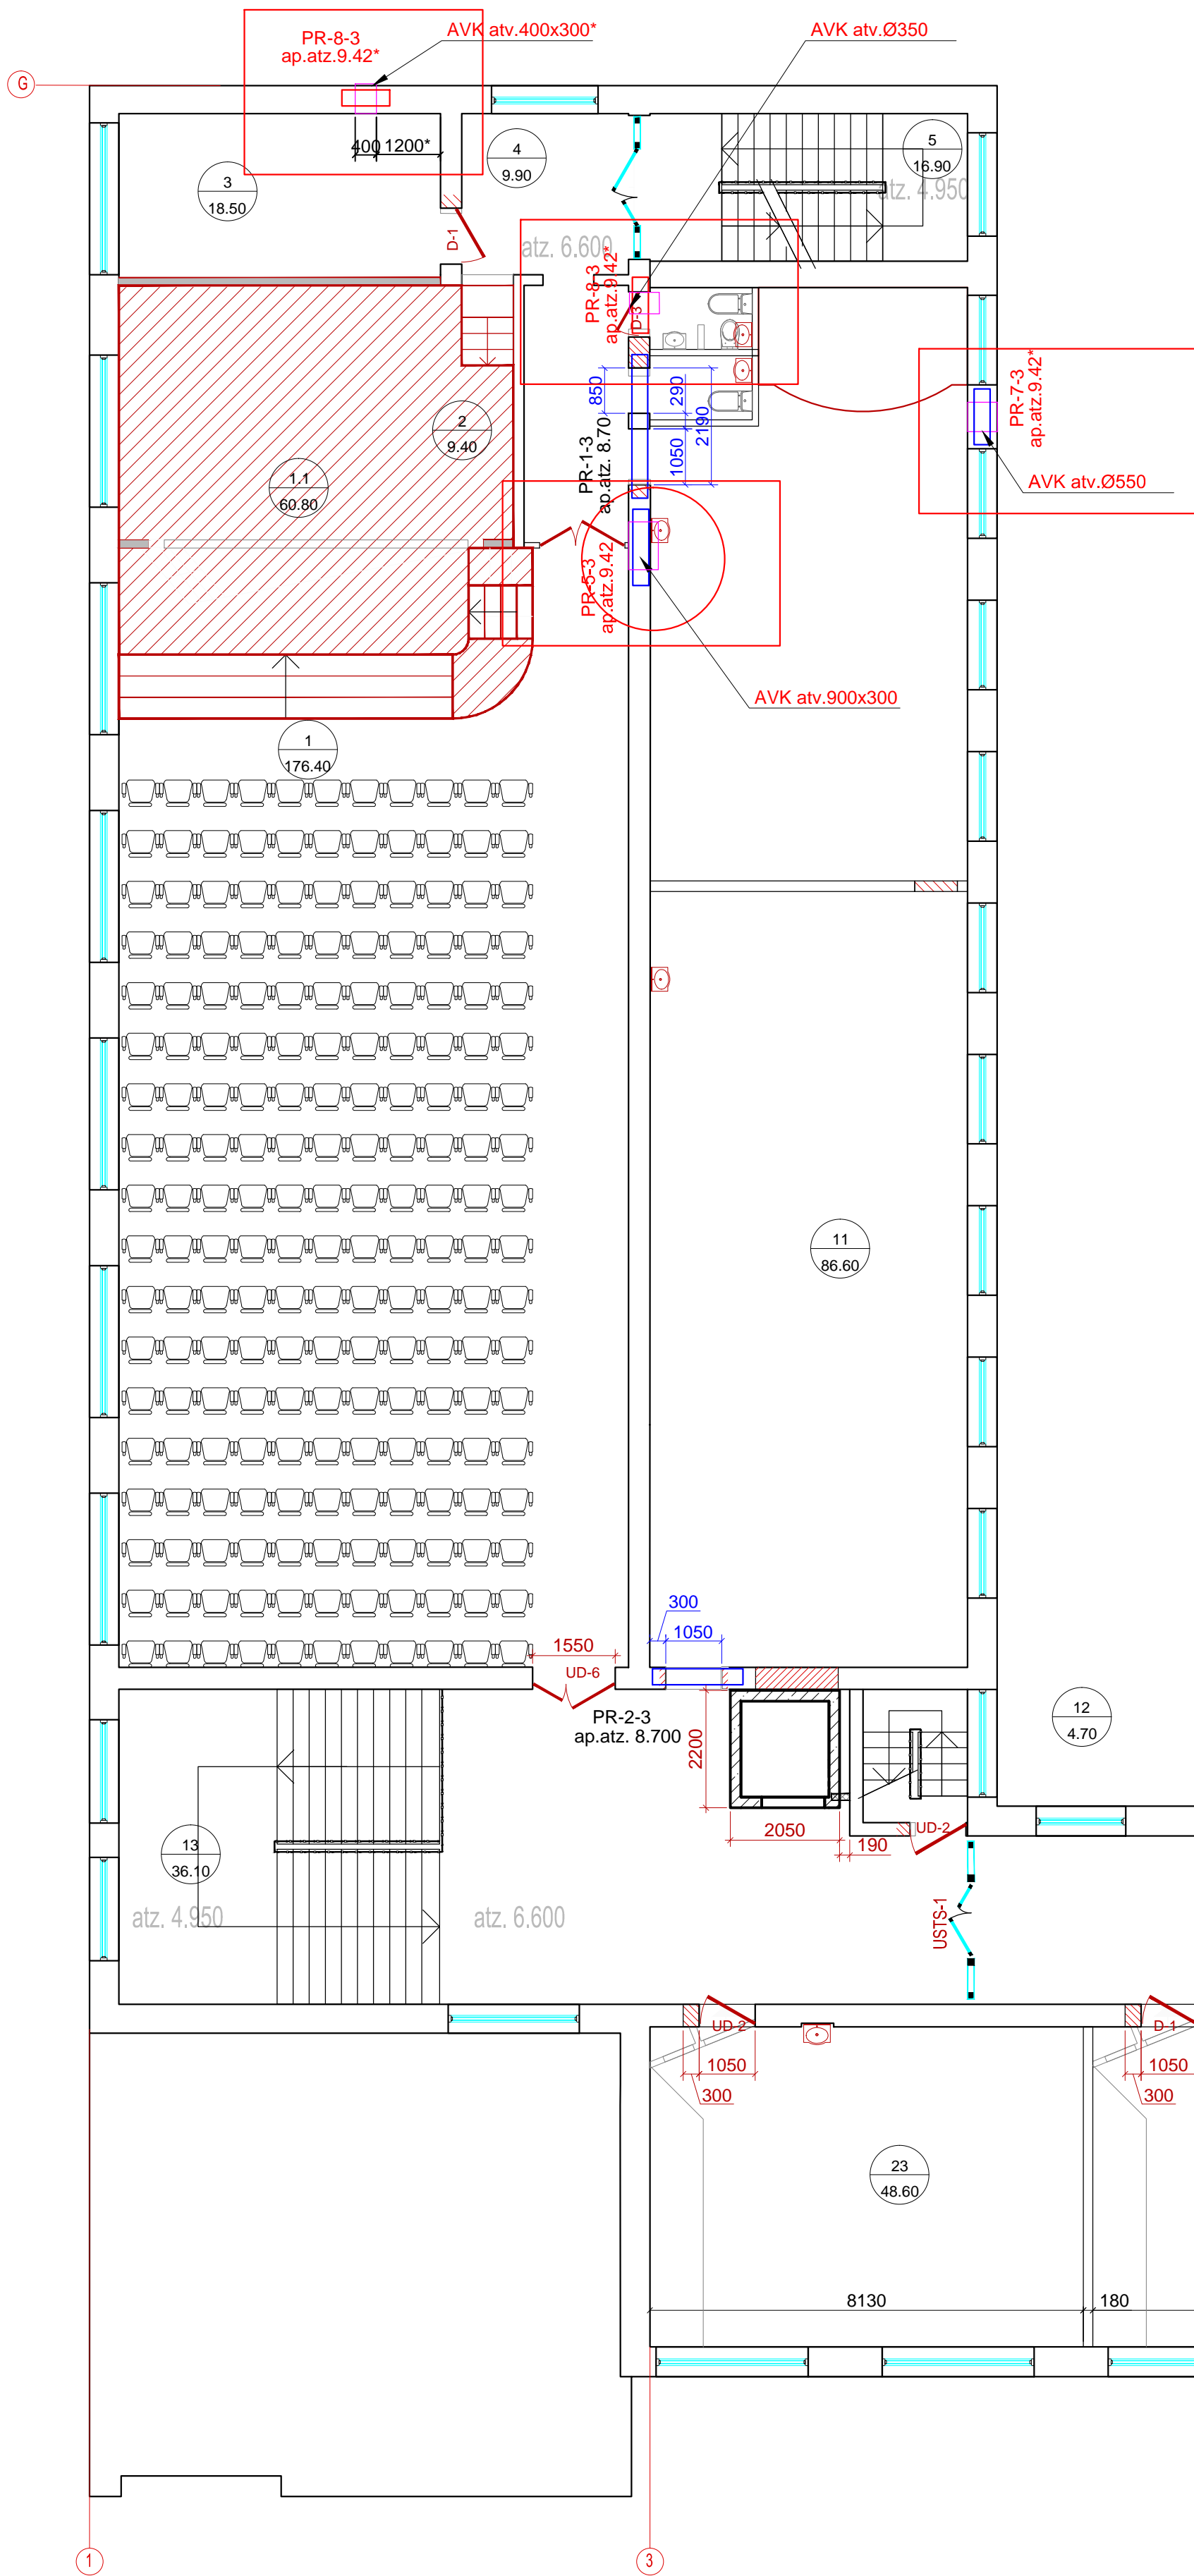 PR-8-3
ap.atz.9.42*
AVK atv.400x300*
AVK atv.Ø350
G
400
1200*
4
9.90
5
16.90
atz. 4.950
3
18.50
D-1
atz. 6.600
PR-8-3
ap.atz.9.42*
D-3
PR-7-3
ap.atz.9.42*
850
290
2190
1050
2
9.40
PR-1-3
ap.atz. 8.70
1.1
60.80
AVK atv.Ø550
PR-5-3
ap.atz.9.42
AVK atv.900x300
1
176.40
11
86.60
300
1050
1550
UD-6
PR-2-3
ap.atz. 8.700
12
4.70
2200
2050
190
UD-2
13
36.10
atz. 4.950
atz. 6.600
USTS-1
UD-2
D-1
1050
300
1050
300
23
48.60
8130
180
1
3